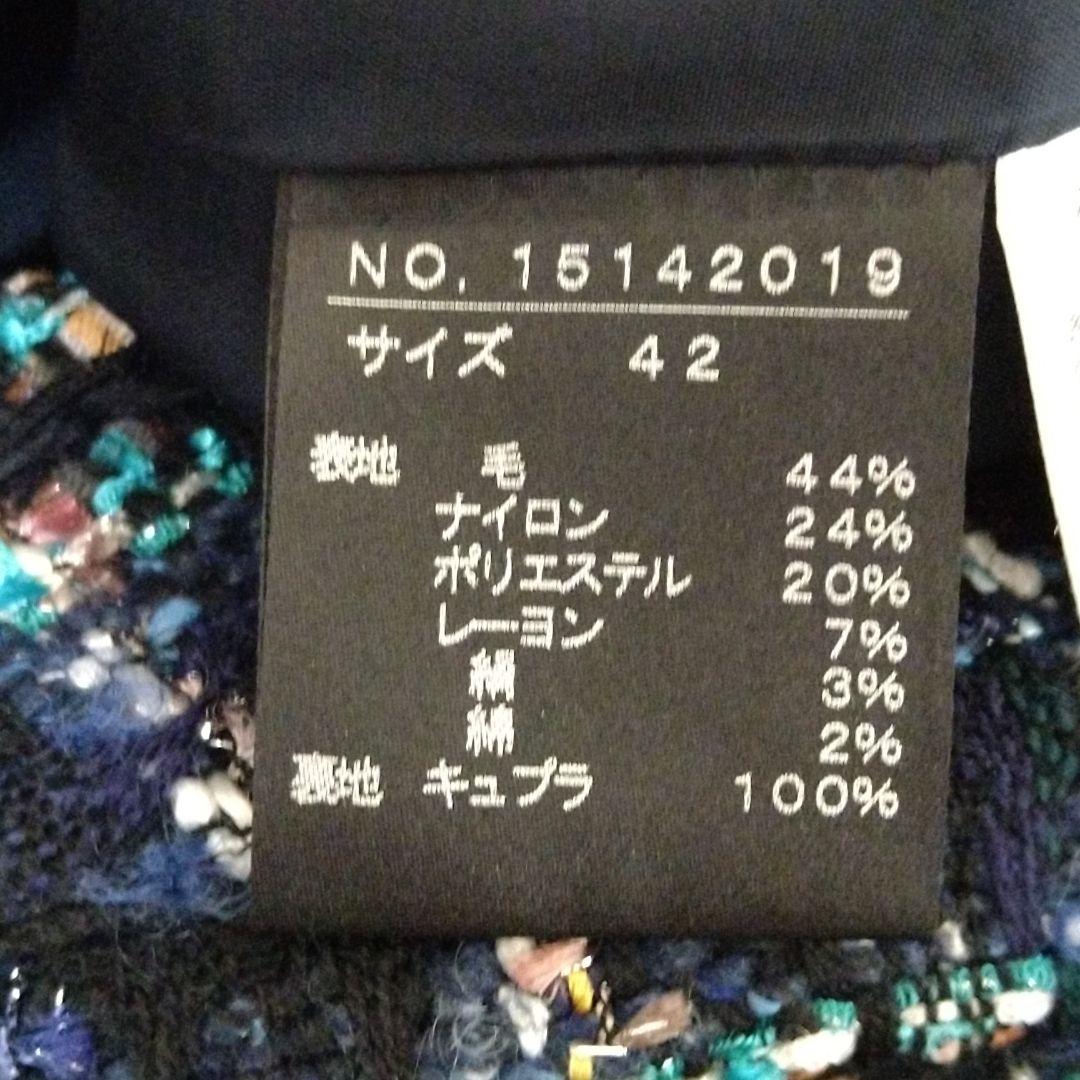 NO. 15142019
サイズ 42
表地 毛 44%
ナイロン 24%
ポリエステル 20%
レーヨン 7%
絹 3%
綿 2%
裏地 キュプラ 100%